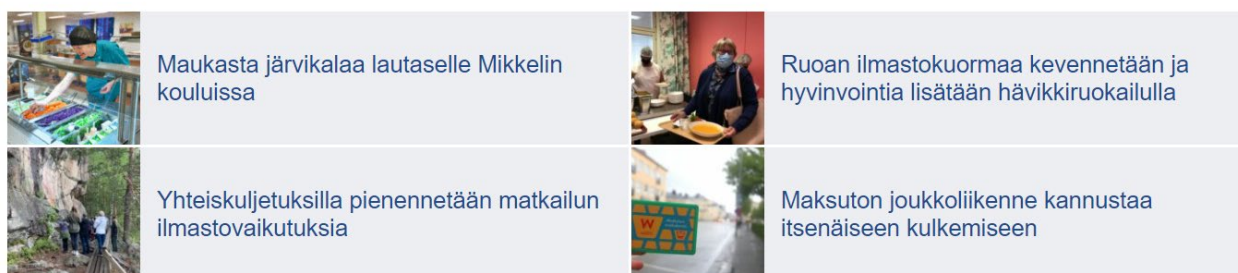 Maukasta järvikalaa lautaselle Mikkelin
kouluissa
Ruoan ilmastokuormaa kevennetään ja
hyvinvointia lisätään hävikkiruokailulla
Yhteiskuljetuksilla pienennetään matkailun
ilmastovaikutuksia
Maksuton joukkoliikenne kannustaa
itsenäiseen kulkemiseen
W